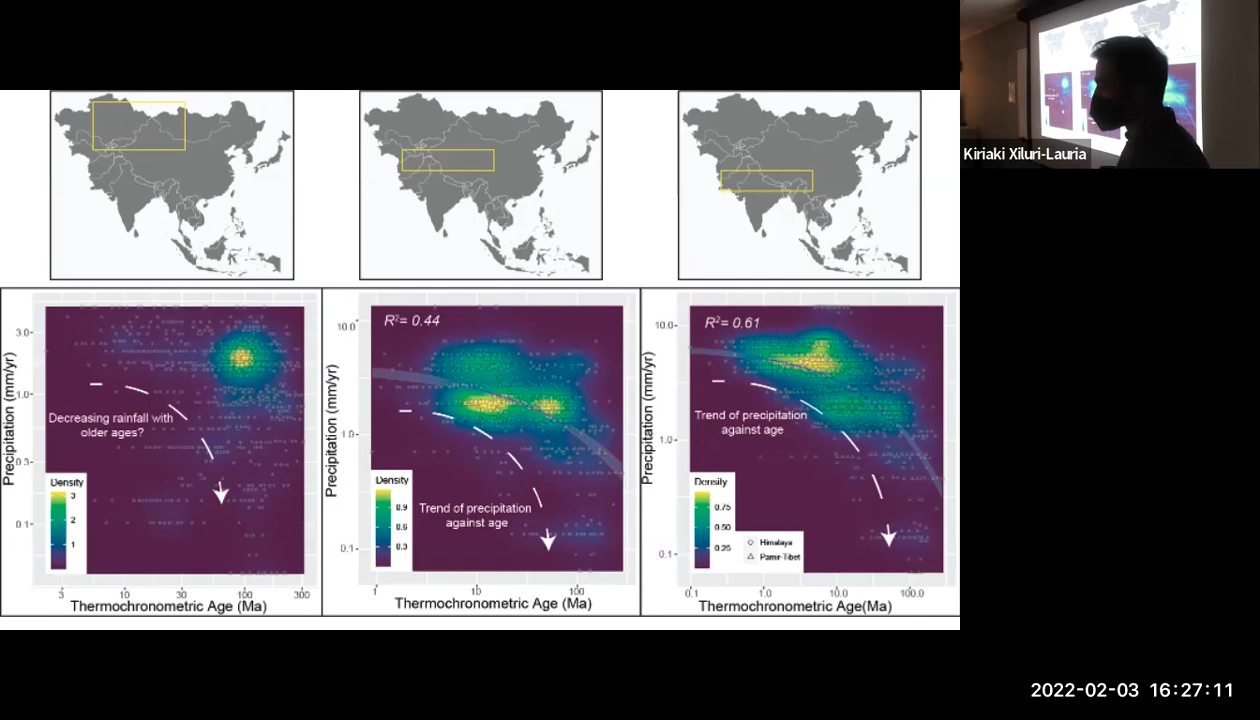 Kiriaki Xiluri-Lauria
Precipitation (mm/yr)
3.0
1.0
0.3
0.1
Decreasing rainfall with
older ages?
Density
3
2
1
3
10
30
100
300
Thermochronometric Age (Ma)
Precipitation (mm/yr)
10.0
1.0
0.1
R²= 0.44
Trend of precipitation
against age
Density
0.9
0.6
0.3
1
10
100
Thermochronometric Age (Ma)
Precipitation (mm/yr)
10.0
1.0
0.1
R²= 0.61
Trend of precipitation
against age
Density
0.75
0.50
0.25
Himalaya
Pamir-Tibet
0.1
1.0
10.0
100.0
Thermochronometric Age(Ma)
2022-02-03 16:27:11